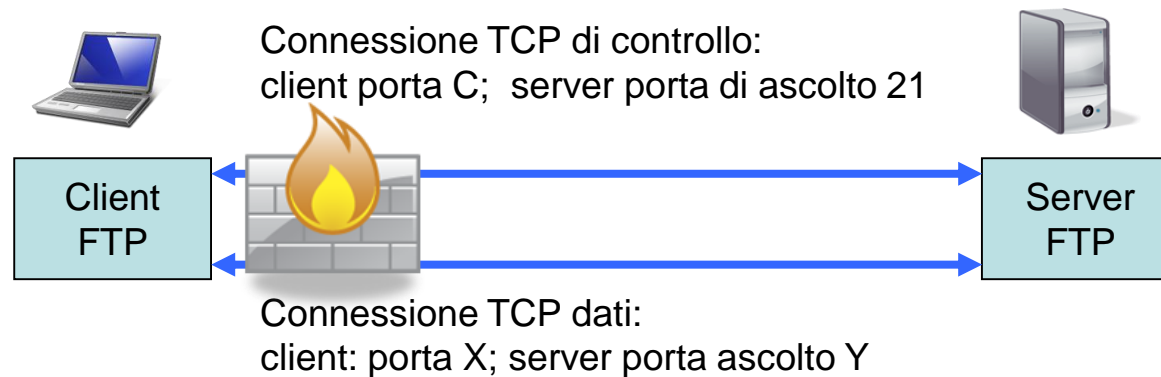 Connessione TCP di controllo:
client porta C;  server porta di ascolto 21
Client
FTP
Server
FTP
Connessione TCP dati:
client: porta X; server porta ascolto Y